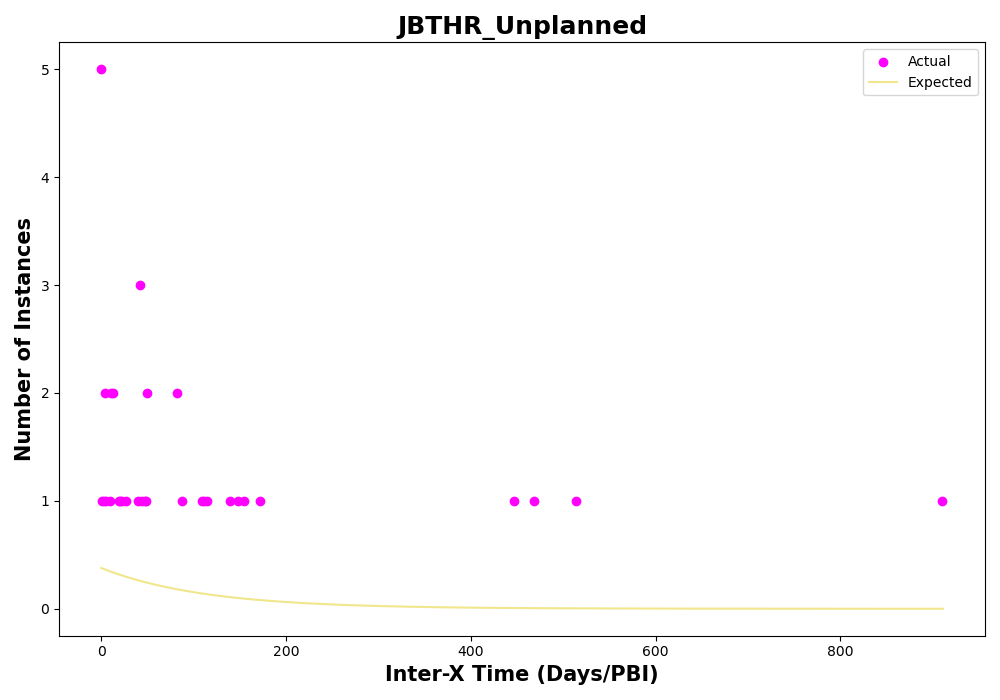 JBTHR_Unplanned
Actual
Expected
Number of Instances
5
4
3
2
1
0
0 200 400 600 800
Inter-X Time (Days/PBI)